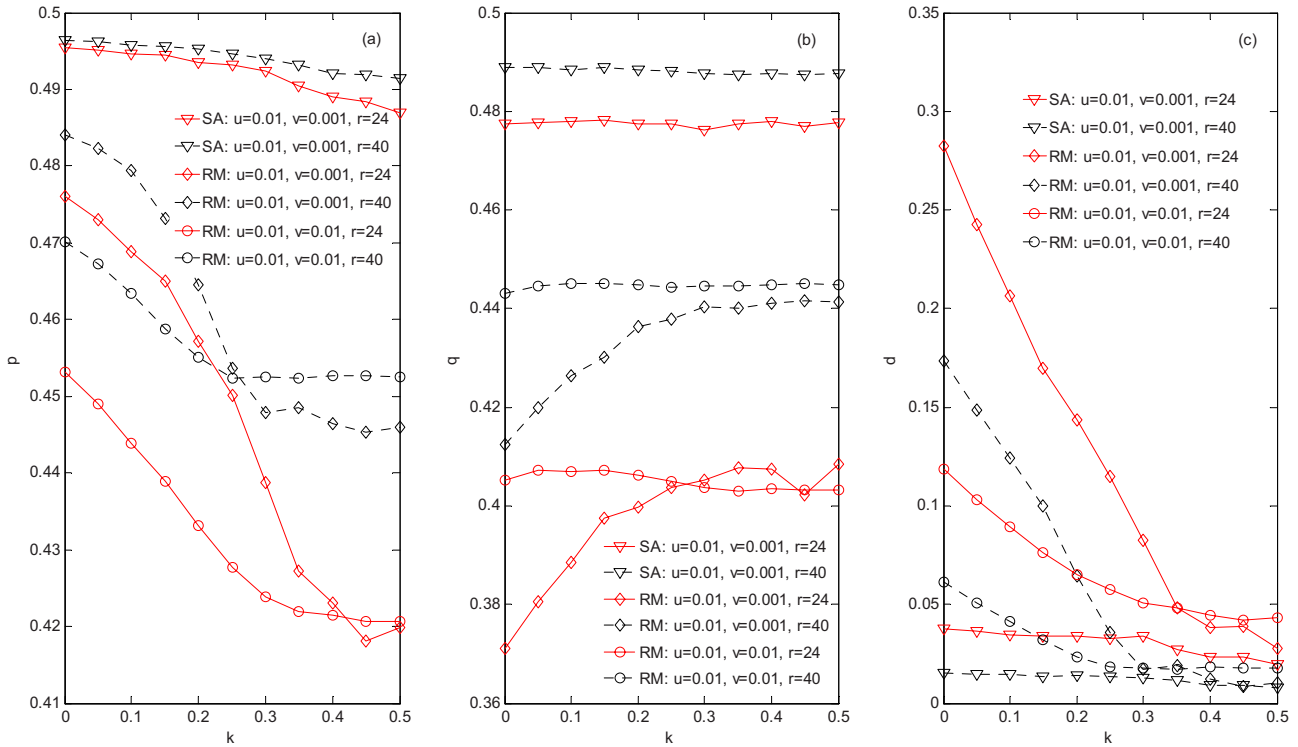 (a)
0.5
0.49
0.48
0.47
0.46
0.45
0.44
0.43
0.42
0.41
p
SA: u=0.01, v=0.001, r=24
SA: u=0.01, v=0.001, r=40
RM: u=0.01, v=0.001, r=24
RM: u=0.01, v=0.001, r=40
RM: u=0.01, v=0.01, r=24
RM: u=0.01, v=0.01, r=40
0 0.1 0.2 0.3 0.4 0.5
k
(b)
0.5
0.48
0.46
0.44
0.42
0.4
0.38
0.36
q
SA: u=0.01, v=0.001, r=24
SA: u=0.01, v=0.001, r=40
RM: u=0.01, v=0.001, r=24
RM: u=0.01, v=0.001, r=40
RM: u=0.01, v=0.01, r=24
RM: u=0.01, v=0.01, r=40
0 0.1 0.2 0.3 0.4 0.5
k
(c)
0.35
0.3
0.25
0.2
0.15
0.1
0.05
0
d
SA: u=0.01, v=0.001, r=24
SA: u=0.01, v=0.001, r=40
RM: u=0.01, v=0.001, r=24
RM: u=0.01, v=0.001, r=40
RM: u=0.01, v=0.01, r=24
RM: u=0.01, v=0.01, r=40
0 0.1 0.2 0.3 0.4 0.5
k